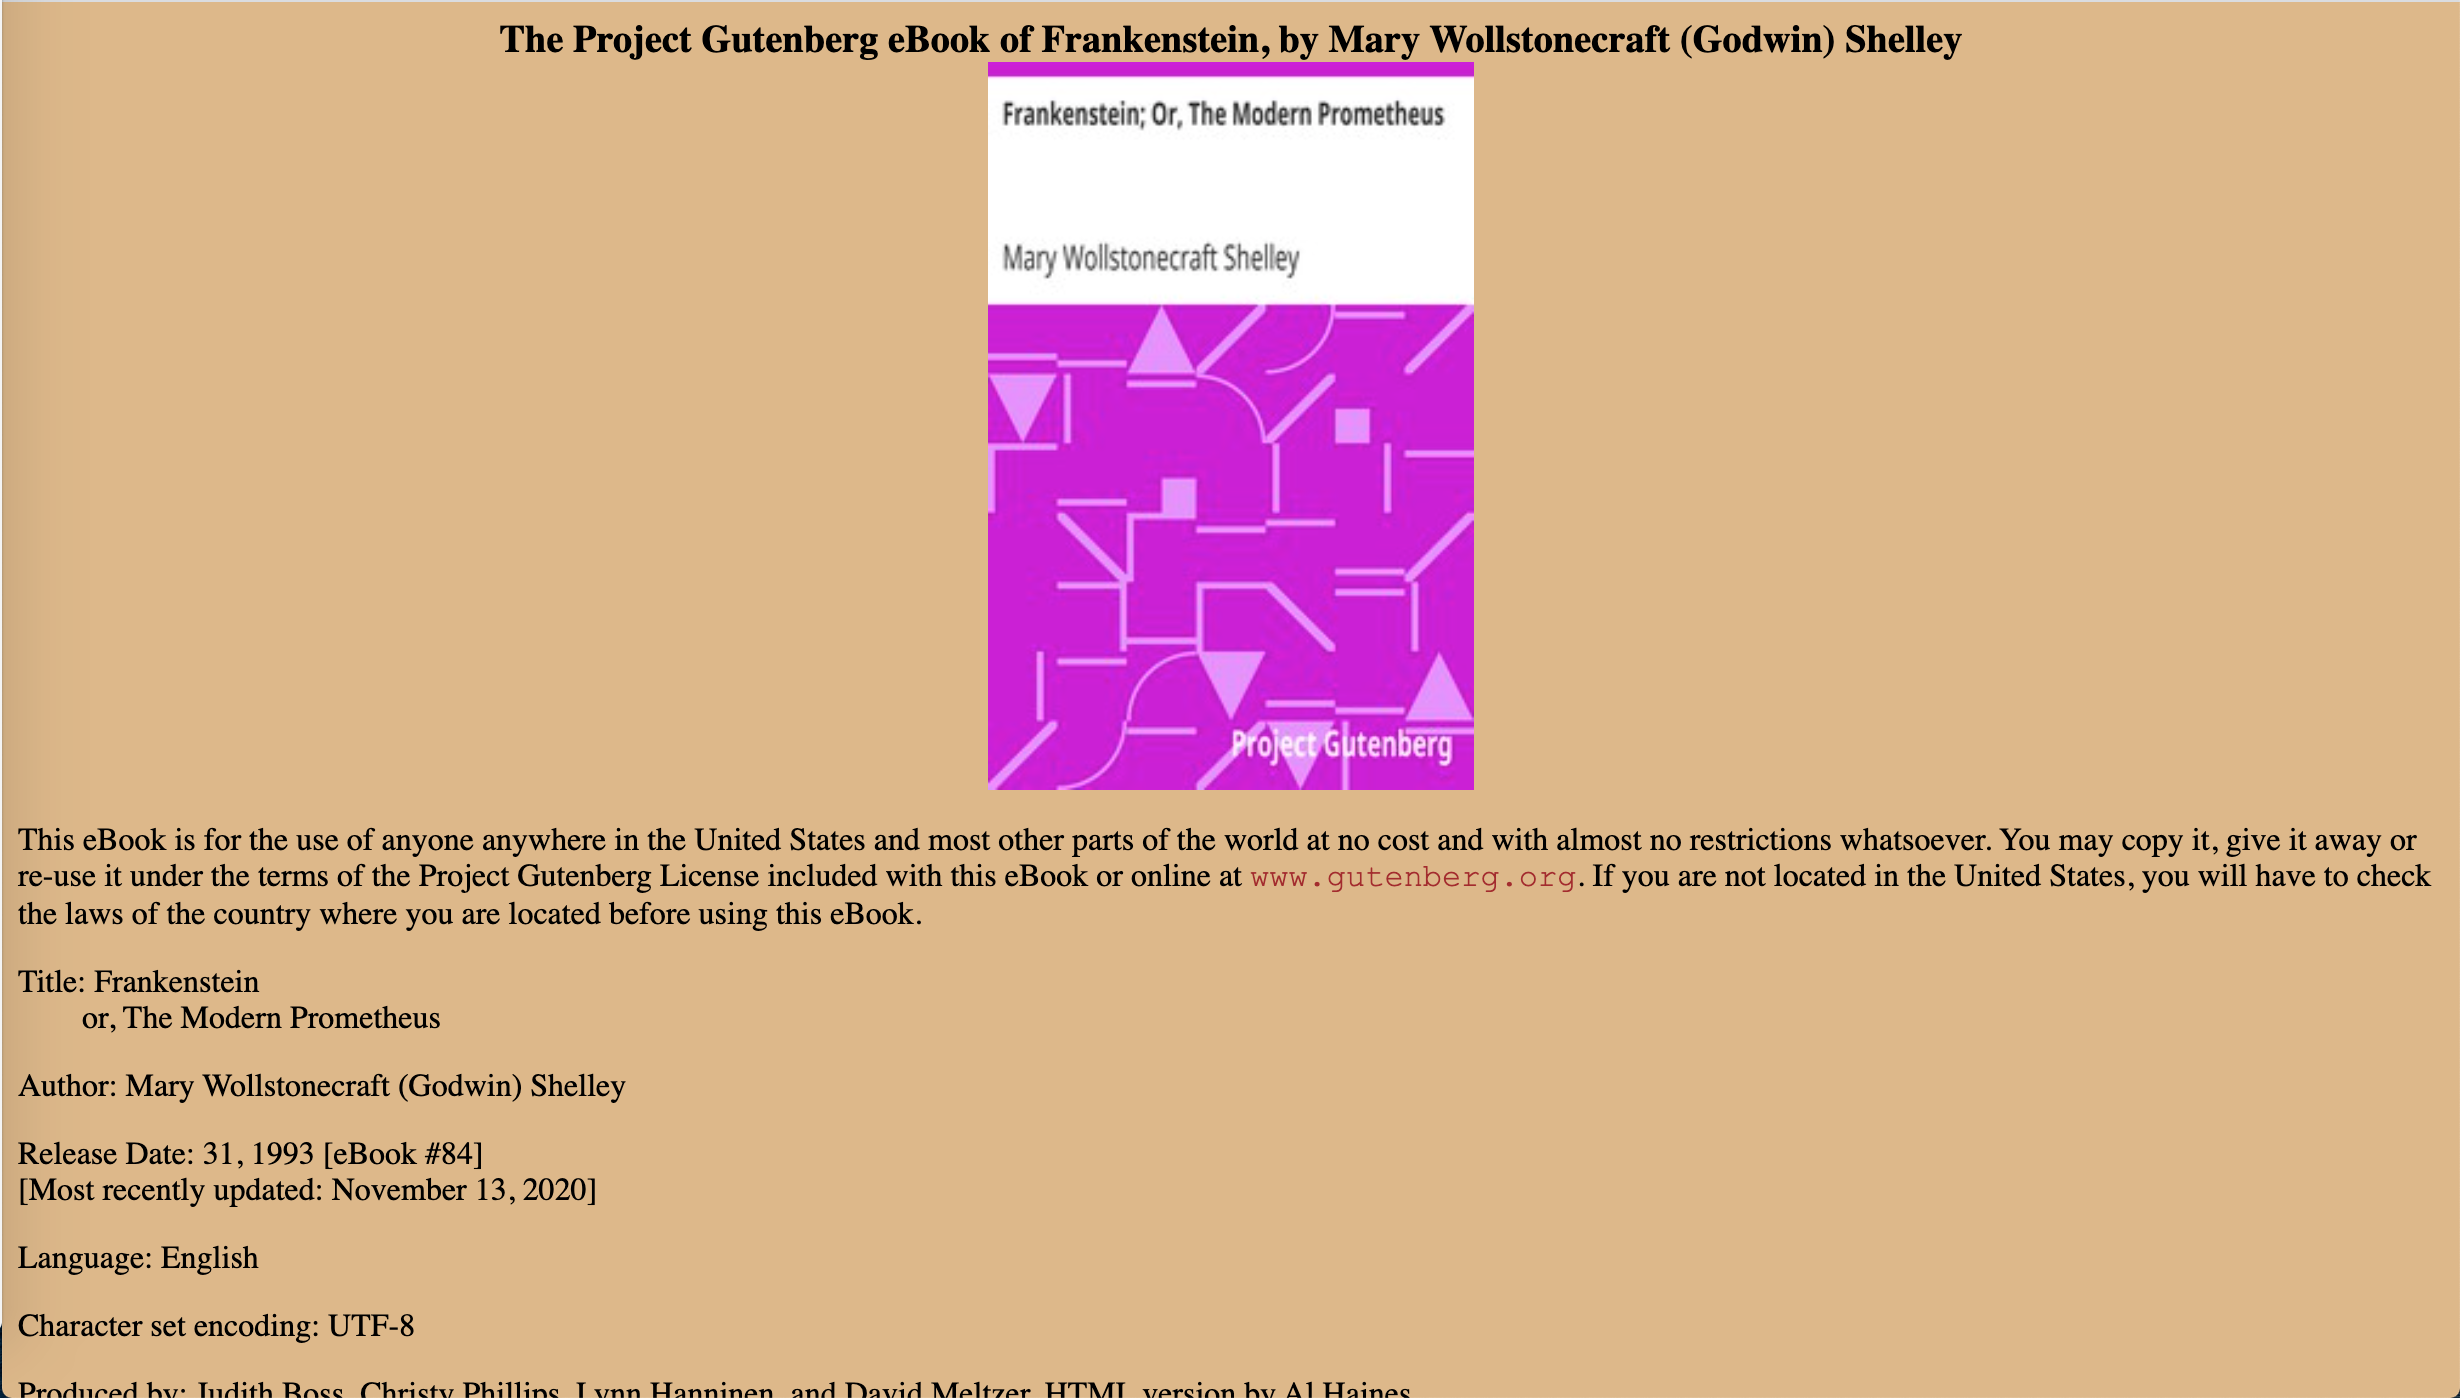 The Project Gutenberg eBook of Frankenstein, by Mary Wollstonecraft (Godwin) Shelley
Frankenstein; Or, The Modern Prometheus
Mary Wollstonecraft Shelley
Project Gutenberg
This eBook is for the use of anyone anywhere in the United States and most other parts of the world at no cost and with almost no restrictions whatsoever. You may copy it, give it away or
re-use it under the terms of the Project Gutenberg License included with this eBook or online at www.gutenberg.org. If you are not located in the United States, you will have to check
the laws of the country where you are located before using this eBook.
Title: Frankenstein
or, The Modern Prometheus
Author: Mary Wollstonecraft (Godwin) Shelley
Release Date: 31, 1993 [eBook #84]
[Most recently updated: November 13, 2020]
Language: English
Character set encoding: UTF-8
Produced by: Judith Boss, Christy Phillips, Lynn Hanninen, and David Meltzer. HTML version by Al Haines.